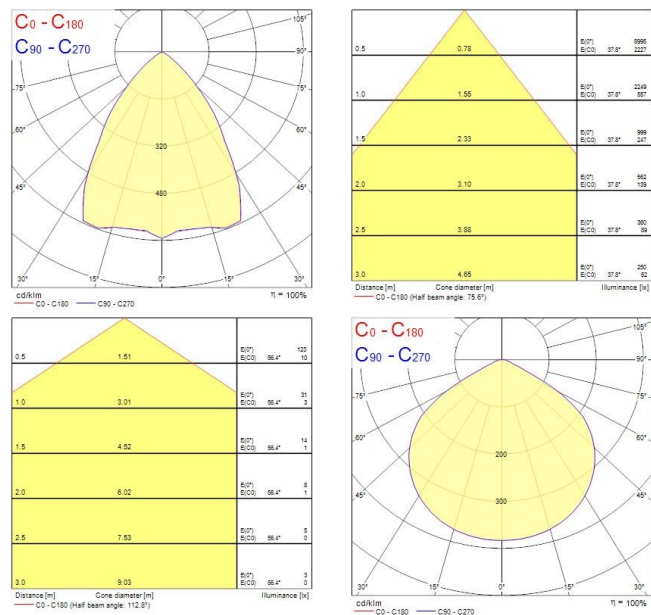 C0 - C180
C90 - C270
105°
90°
75°
75°
60°
60°
45°
45°
320
480
30°
15°
0°
15°
30°
cd/klm
η = 100%
C0 - C180
C90 - C270
0.5
0.78
E(0°)
E(C0)
37.8°
8995
2227
1.0
1.55
E(0°)
E(C0)
37.8°
2249
557
1.5
2.33
E(0°)
E(C0)
37.8°
999
247
2.0
3.10
E(0°)
E(C0)
37.8°
562
139
2.5
3.88
E(0°)
E(C0)
37.8°
360
89
3.0
4.65
E(0°)
E(C0)
37.8°
250
62
Distance [m]
Cone diameter [m]
Illuminance [lx]
C0 - C180 (Half beam angle: 75.6°)
0.5
1.51
E(0°)
E(C0)
56.4°
123
10
1.0
3.01
E(0°)
E(C0)
56.4°
31
3
1.5
4.52
E(0°)
E(C0)
56.4°
14
1
2.0
6.02
E(0°)
E(C0)
56.4°
8
1
2.5
7.53
E(0°)
E(C0)
56.4°
5
0
3.0
9.03
E(0°)
E(C0)
56.4°
3
0
Distance [m]
Cone diameter [m]
Illuminance [lx]
C0 - C180 (Half beam angle: 112.8°)
C0 - C180
C90 - C270
105°
90°
75°
75°
60°
60°
45°
45°
200
300
30°
15°
0°
15°
30°
cd/klm
η = 100%
C0 - C180
C90 - C270